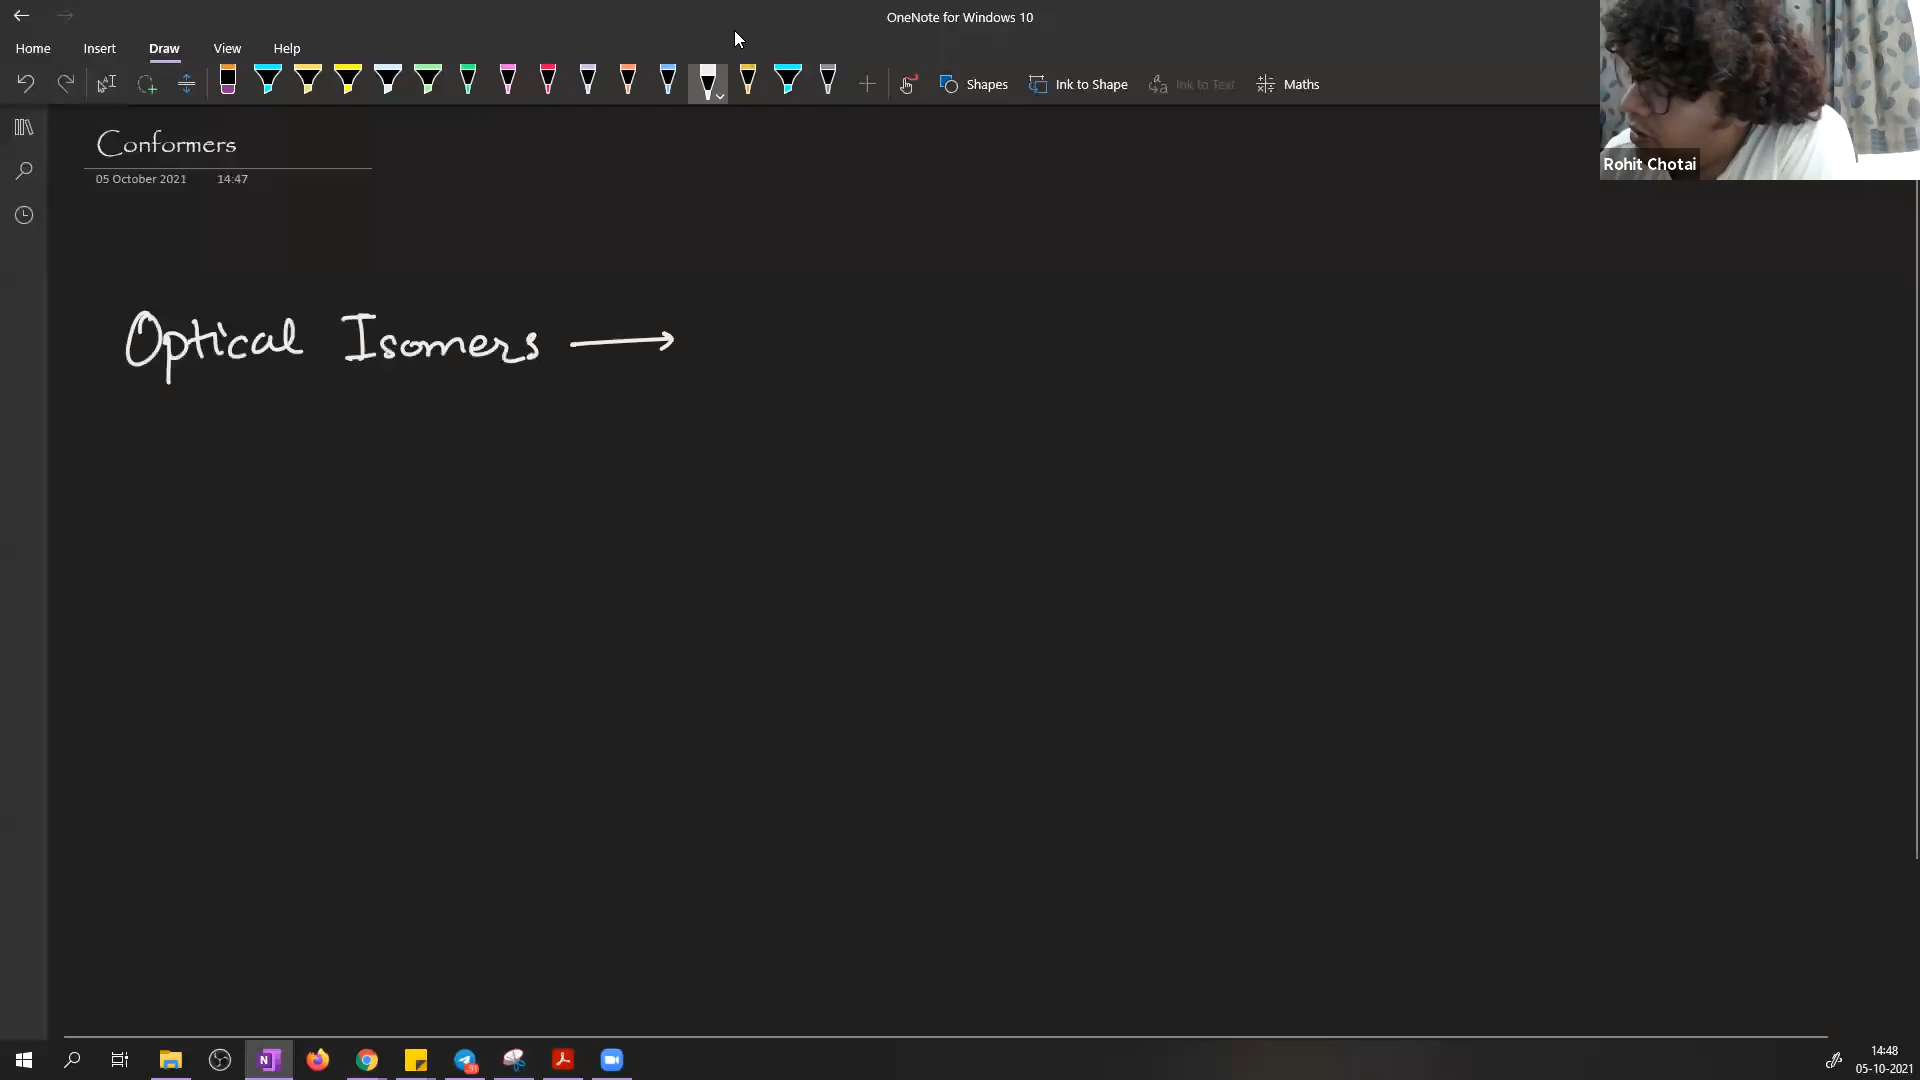 OneNote for Windows 10
Home Insert Draw View Help
Shapes Ink to Shape Ink to Text Maths
Rohit Chotai
Conformers
05 October 2021 14:47
Optical Isomers →
14:48
05-10-2021